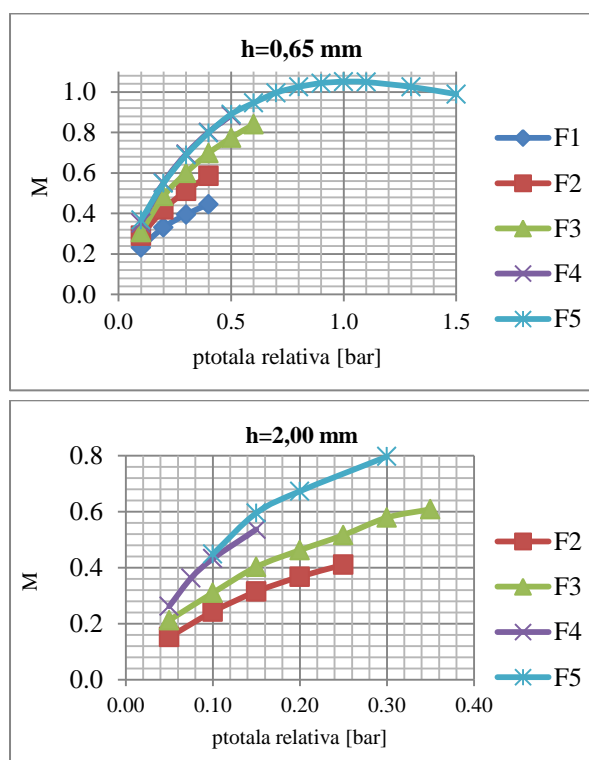 h=0,65 mm
M
1.0
0.8
0.6
0.4
0.2
0.0
0.0 0.5 1.0 1.5
ptotala relativa [bar]
F1
F2
F3
F4
F5
h=2,00 mm
M
0.8
0.6
0.4
0.2
0.0
0.00 0.10 0.20 0.30 0.40
ptotala relativa [bar]
F2
F3
F4
F5